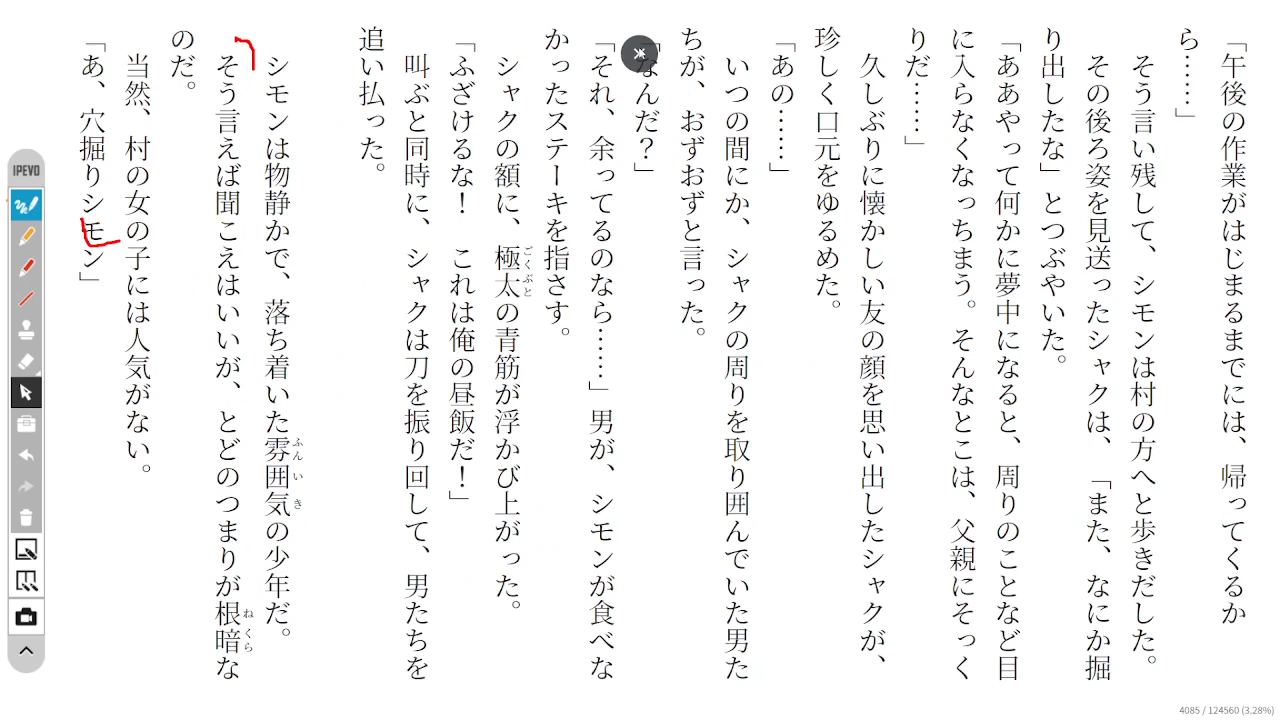 「午後の作業がはじまるまでには、帰ってくるか
ら……」
そう言い残して、シモンは村の方へと歩きだした。
その後ろ姿を見送ったシャクは、「また、なにか掘
り出したな」とつぶやいた。
「ああやって何かに夢中になると、周りのことなど目
に入らなくなっちまう。そんなとこは、父親にそっく
りだ……」
久しぶりに懐かしい友の顔を思い出したシャクが、
珍しく口元をゆるめた。
「あの……」
いつの間にか、シャクの周りを取り囲んでいた男た
ちが、おずおずと言った。
「なんだ？」
「それ、余ってるのなら……」男が、シモンが食べな
かったステーキを指さす。
シャクの額に、極太の青筋が浮かび上がった。
ごくぶと
「ふざけるな！　これは俺の昼飯だ！」
叫ぶと同時に、シャクは刀を振り回して、男たちを
追い払った。
シモンは物静かで、落ち着いた雰囲気の少年だ。
ふんいき
そう言えば聞こえはいいが、とどのつまりが根暗な
ねくら
のだ。
当然、村の女の子には人気がない。
「あ、穴掘りシモン」
IPEVO
4085 / 124560 (3.28%)